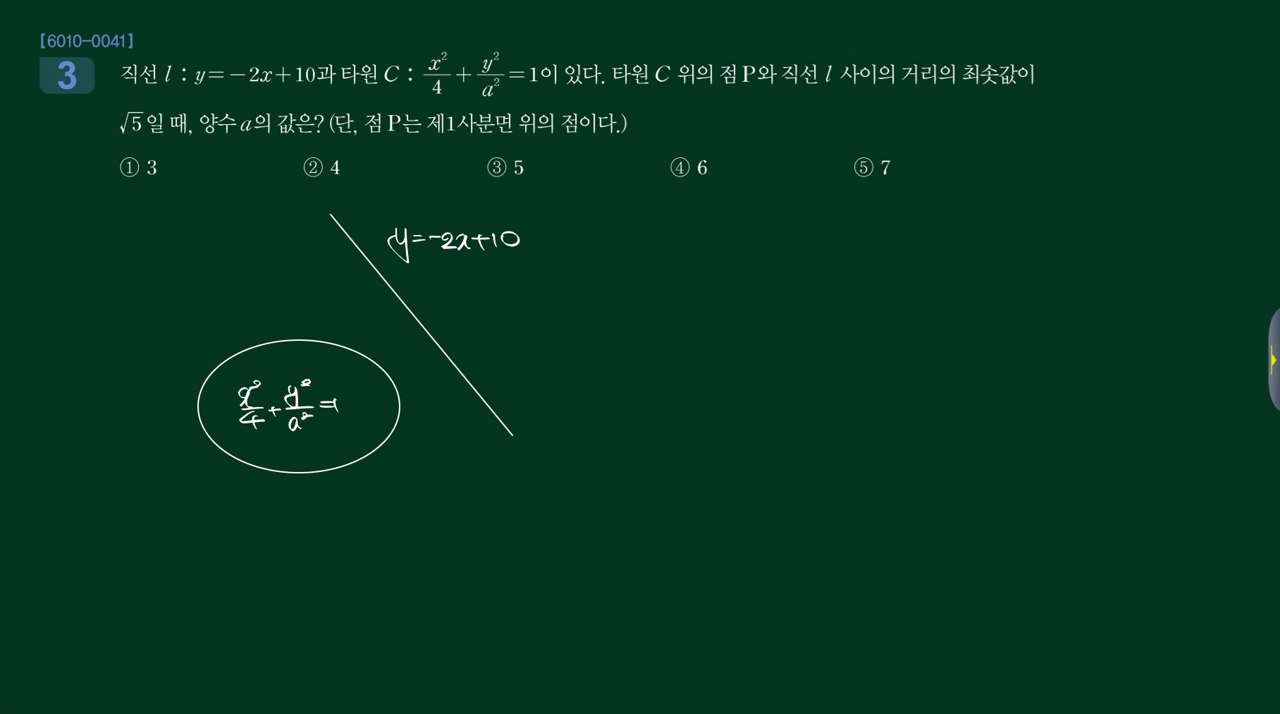 [6010-0041]
3 직선 l : y=-2x+10과 타원 C : x²/4 + y²/a² = 1이 있다. 타원 C 위의 점 P와 직선 l 사이의 거리의 최솟값이
√5일 때, 양수 a의 값은? (단, 점 P는 제1사분면 위의 점이다.)
① 3 ② 4 ③ 5 ④ 6 ⑤ 7
y=-2x+10
x²/4 + y²/a² = 1